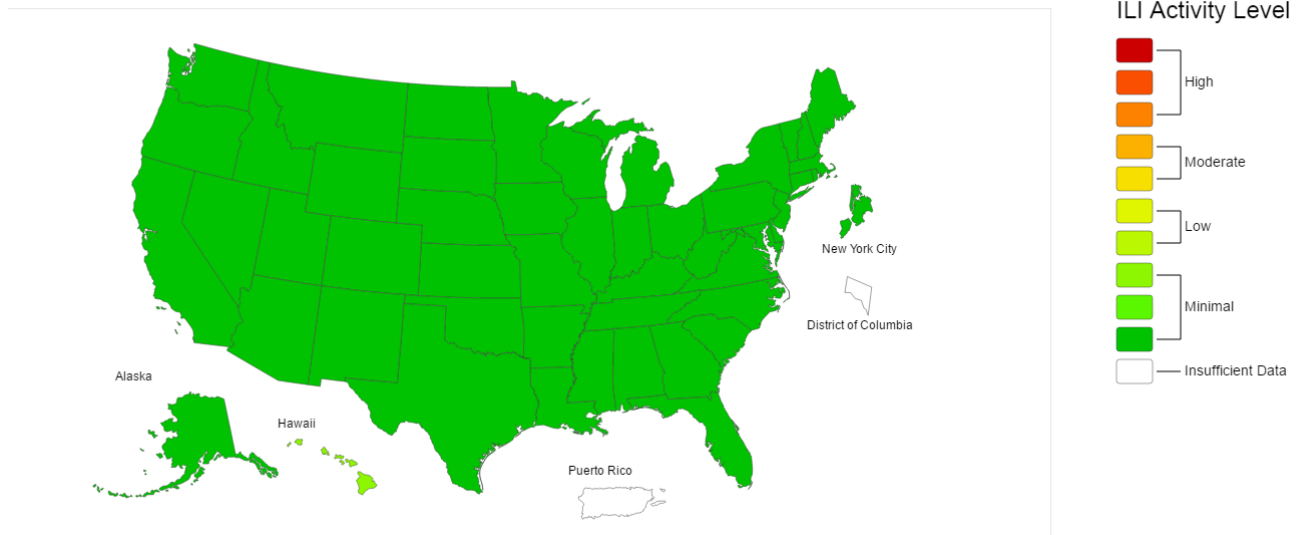 ILI Activity Level
High
Moderate
Low
Minimal
Insufficient Data
New York City
District of Columbia
Alaska
Hawaii
Puerto Rico